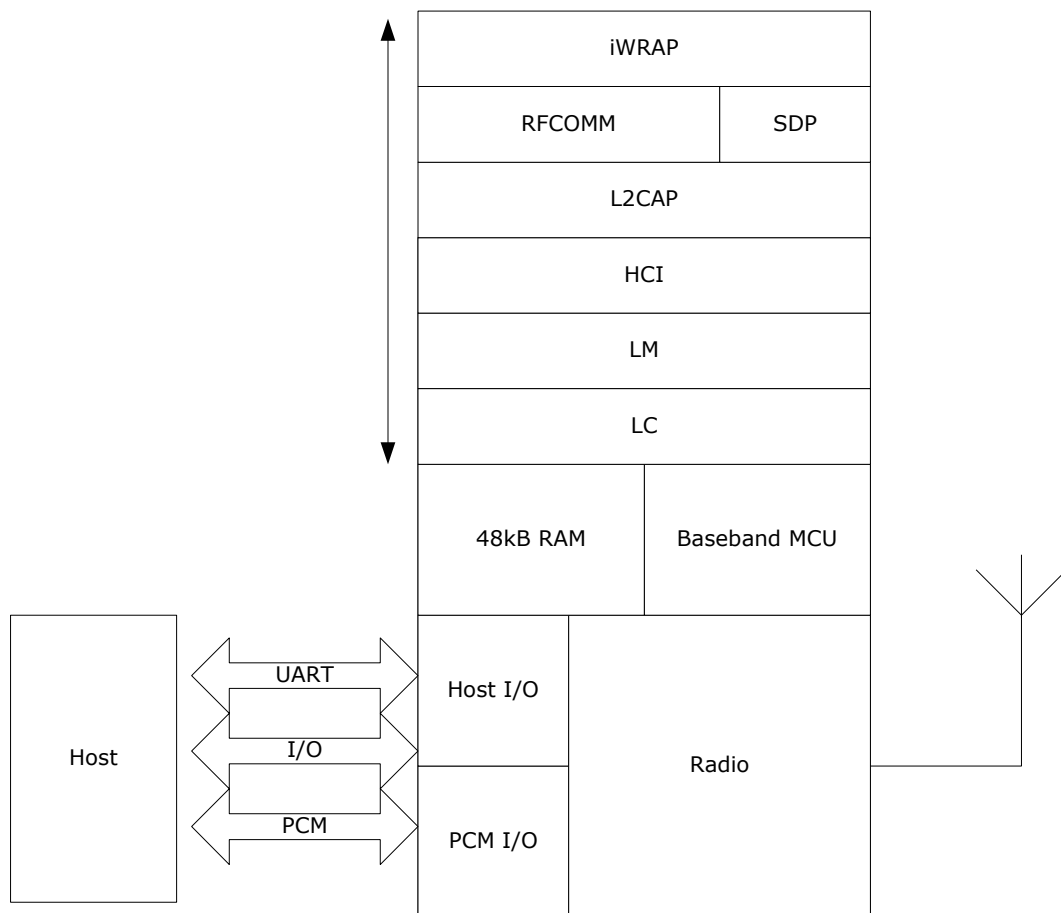 iWRAP
RFCOMM
SDP
L2CAP
HCI
LM
LC
48kB RAM
Baseband MCU
UART
Host I/O
Host
I/O
Radio
PCM
PCM I/O